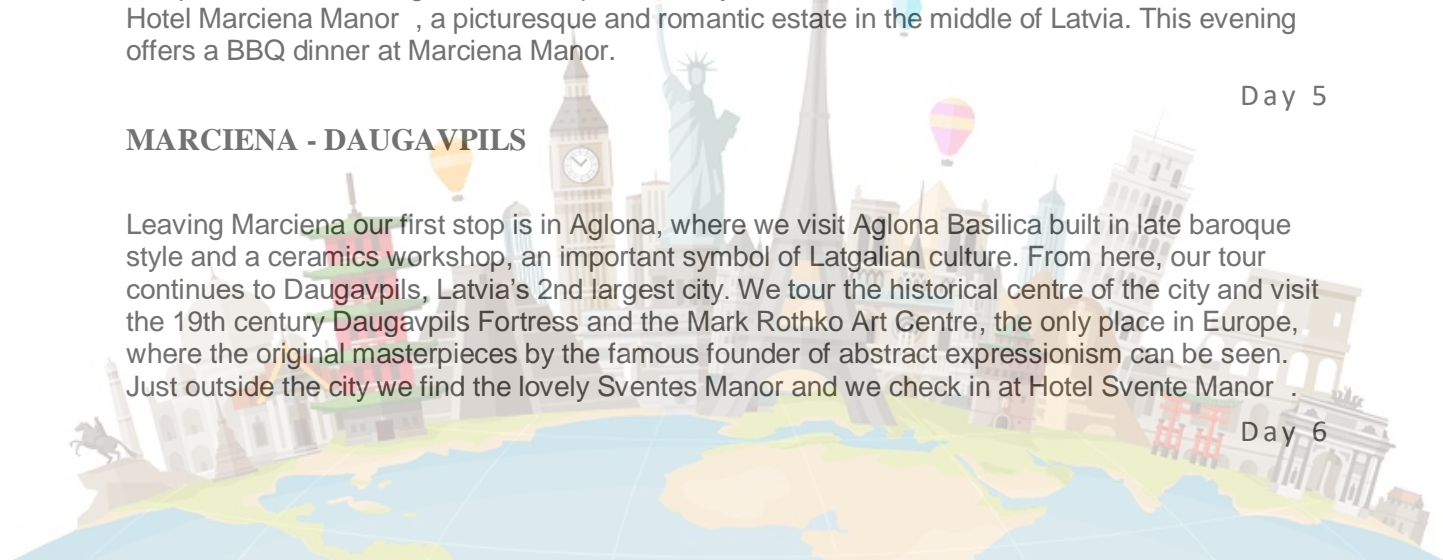 Hotel Marciena Manor , a picturesque and romantic estate in the middle of Latvia. This evening
offers a BBQ dinner at Marciena Manor.
Day 5
MARCIENA - DAUGAVPILS
Leaving Marciena our first stop is in Aglona, where we visit Aglona Basilica built in late baroque
style and a ceramics workshop, an important symbol of Latgalian culture. From here, our tour
continues to Daugavpils, Latvia’s 2nd largest city. We tour the historical centre of the city and visit
the 19th century Daugavpils Fortress and the Mark Rothko Art Centre, the only place in Europe,
where the original masterpieces by the famous founder of abstract expressionism can be seen.
Just outside the city we find the lovely Sventes Manor and we check in at Hotel Svente Manor .
Day 6